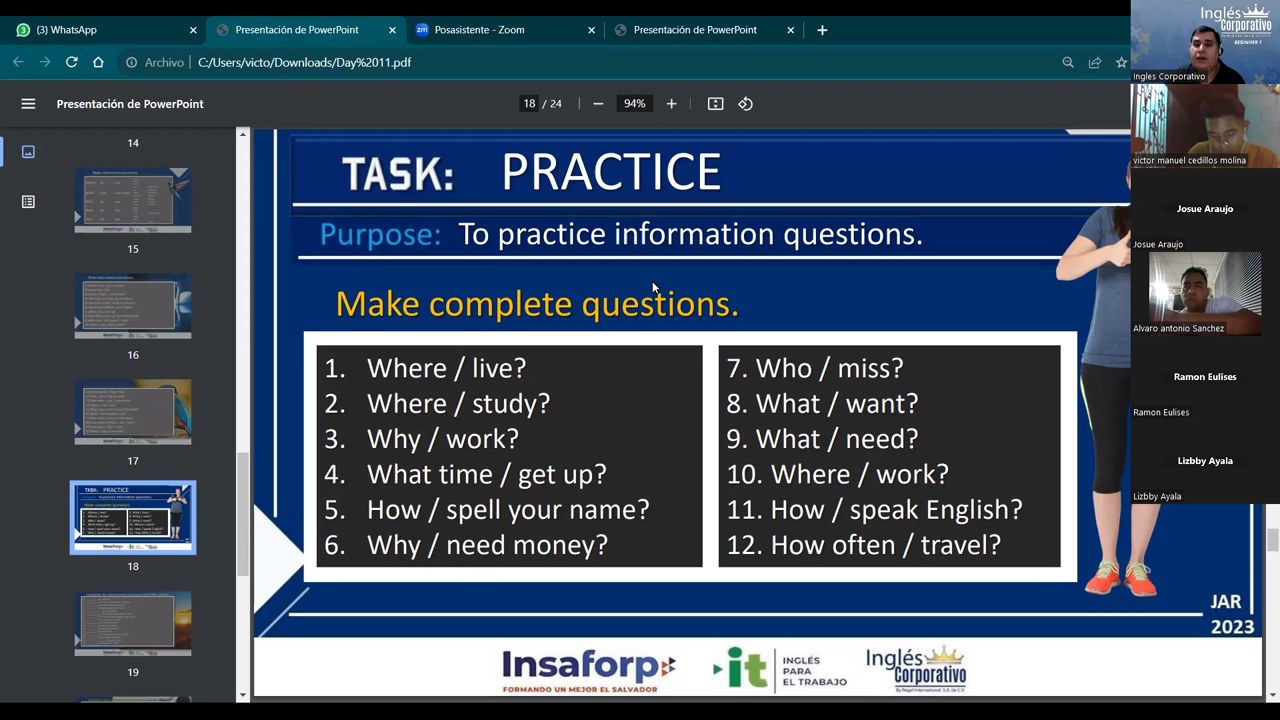 (3) WhatsApp
Presentación de PowerPoint
Posasistente - Zoom
Presentación de PowerPoint
Archivo
C:/Users/victo/Downloads/Day%2011.pdf
Presentación de PowerPoint
18 / 24
94%
14
15
16
17
18
19
TASK: PRACTICE
Purpose: To practice information questions.
Make complete questions.
1. Where / live?
2. Where / study?
3. Why / work?
4. What time / get up?
5. How / spell your name?
6. Why / need money?
7. Who / miss?
8. What / want?
9. What / need?
10. Where / work?
11. How / speak English?
12. How often / travel?
JAR
2023
Insaforp
FORMANDO UN MEJOR EL SALVADOR
it
INGLÉS
PARA
EL TRABAJO
Inglés
Corporativo
By Regal International, S.A. de C.V.
Inglés
Corporativo
BEGINNER 1
Ingles Corporativo
victor manuel cedillos molina
Josue Araujo
Josue Araujo
Alvaro antonio Sanchez
Ramon Eulises
Ramon Eulises
Lizbby Ayala
Lizbby Ayala